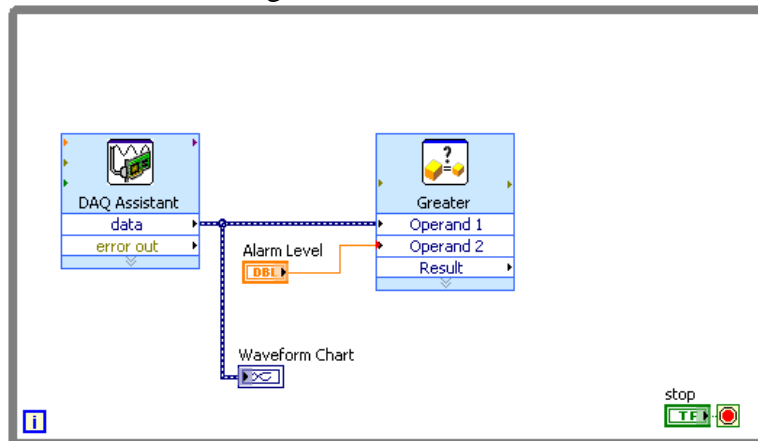 DAQ Assistant
data
error out
Greater
Operand 1
Operand 2
Result
Alarm Level
DBL
Waveform Chart
stop
TF
i